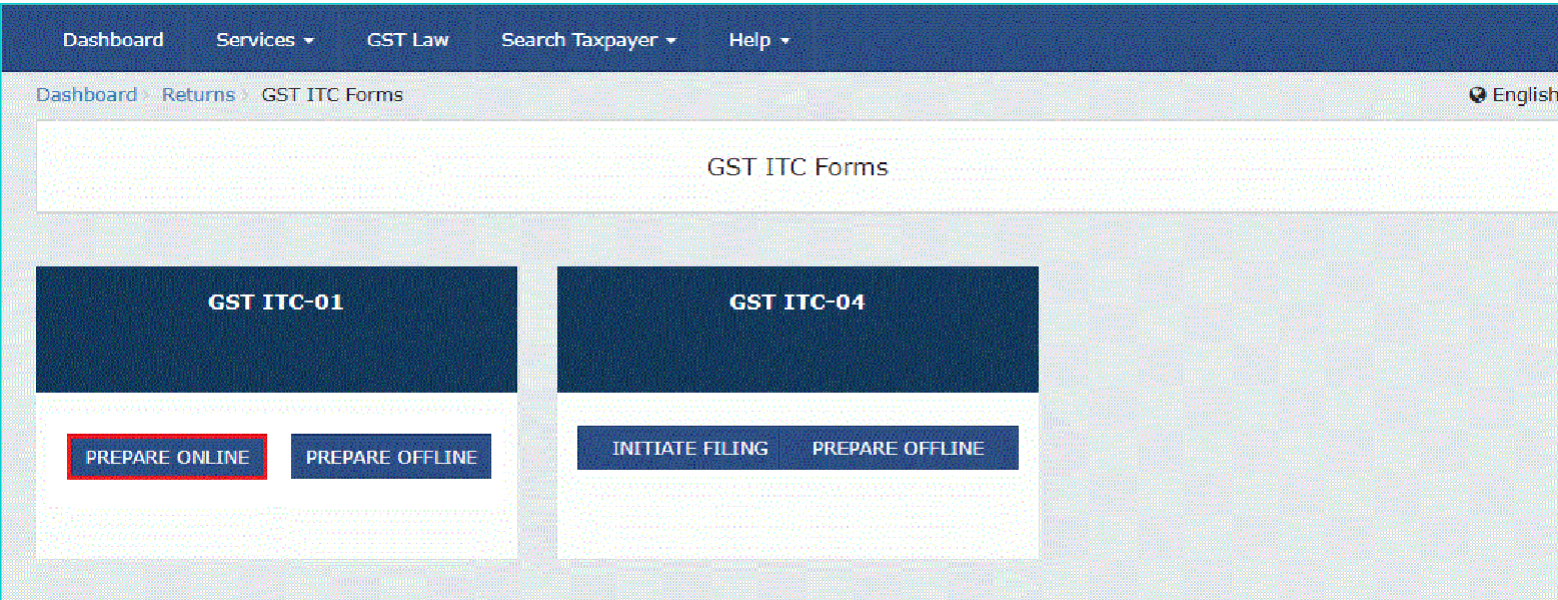 Dashboard Services GST Law Search Taxpayer Help
Dashboard Returns GST ITC Forms English
GST ITC Forms
GST ITC-01 GST ITC-04
PREPARE ONLINE PREPARE OFFLINE INITIATE FILING PREPARE OFFLINE